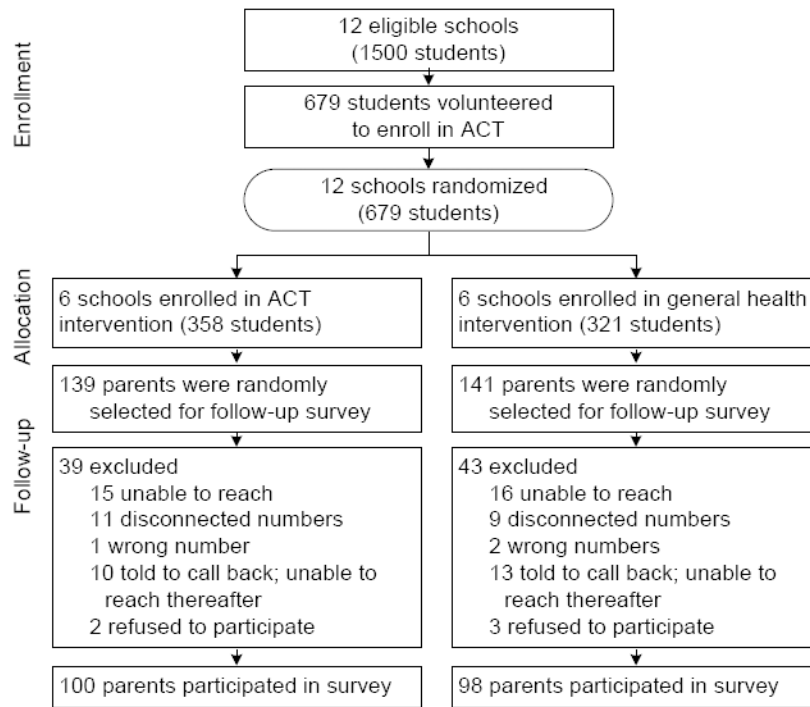 Enrollment
12 eligible schools
(1500 students)
679 students volunteered
to enroll in ACT
12 schools randomized
(679 students)
Allocation
6 schools enrolled in ACT
intervention (358 students)
6 schools enrolled in general health
intervention (321 students)
Follow-up
139 parents were randomly
selected for follow-up survey
141 parents were randomly
selected for follow-up survey
39 excluded
15 unable to reach
11 disconnected numbers
1 wrong number
10 told to call back; unable to
reach thereafter
2 refused to participate
43 excluded
16 unable to reach
9 disconnected numbers
2 wrong numbers
13 told to call back; unable to
reach thereafter
3 refused to participate
100 parents participated in survey
98 parents participated in survey